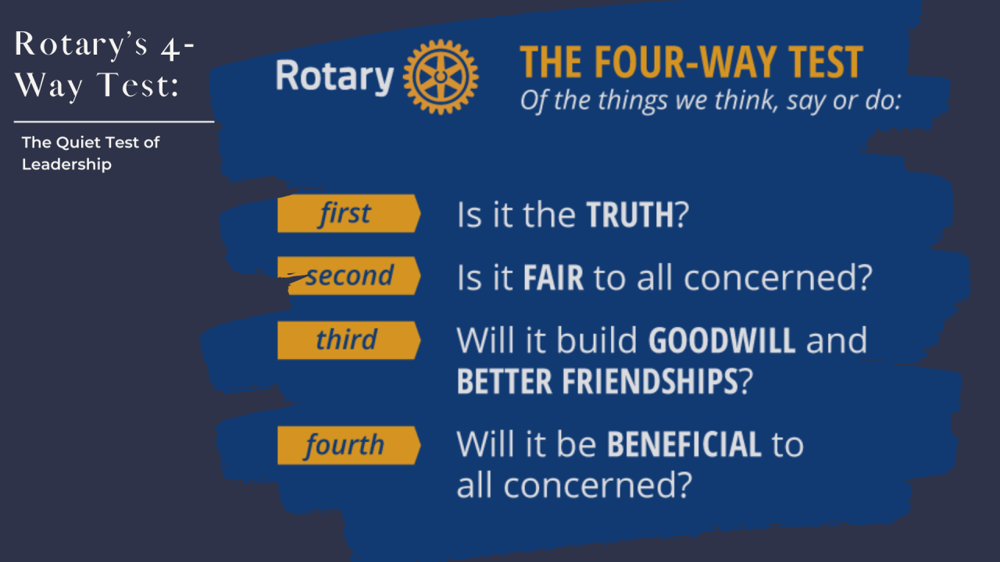 Rotary's 4-
Way Test:
The Quiet Test of
Leadership
Rotary
THE FOUR-WAY TEST
Of the things we think, say or do:
first
Is it the TRUTH?
second
Is it FAIR to all concerned?
third
Will it build GOODWILL and
BETTER FRIENDSHIPS?
fourth
Will it be BENEFICIAL to
all concerned?